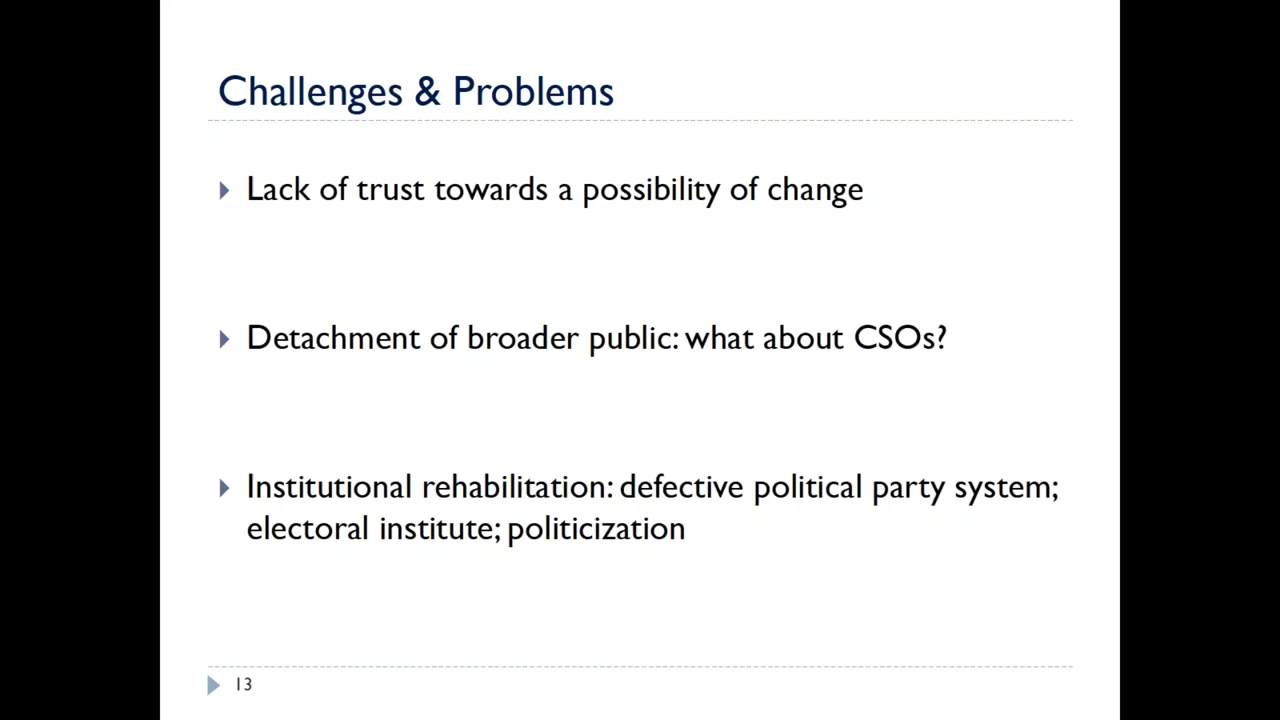 Challenges & Problems
Lack of trust towards a possibility of change
Detachment of broader public: what about CSOs?
Institutional rehabilitation: defective political party system;
electoral institute; politicization
13